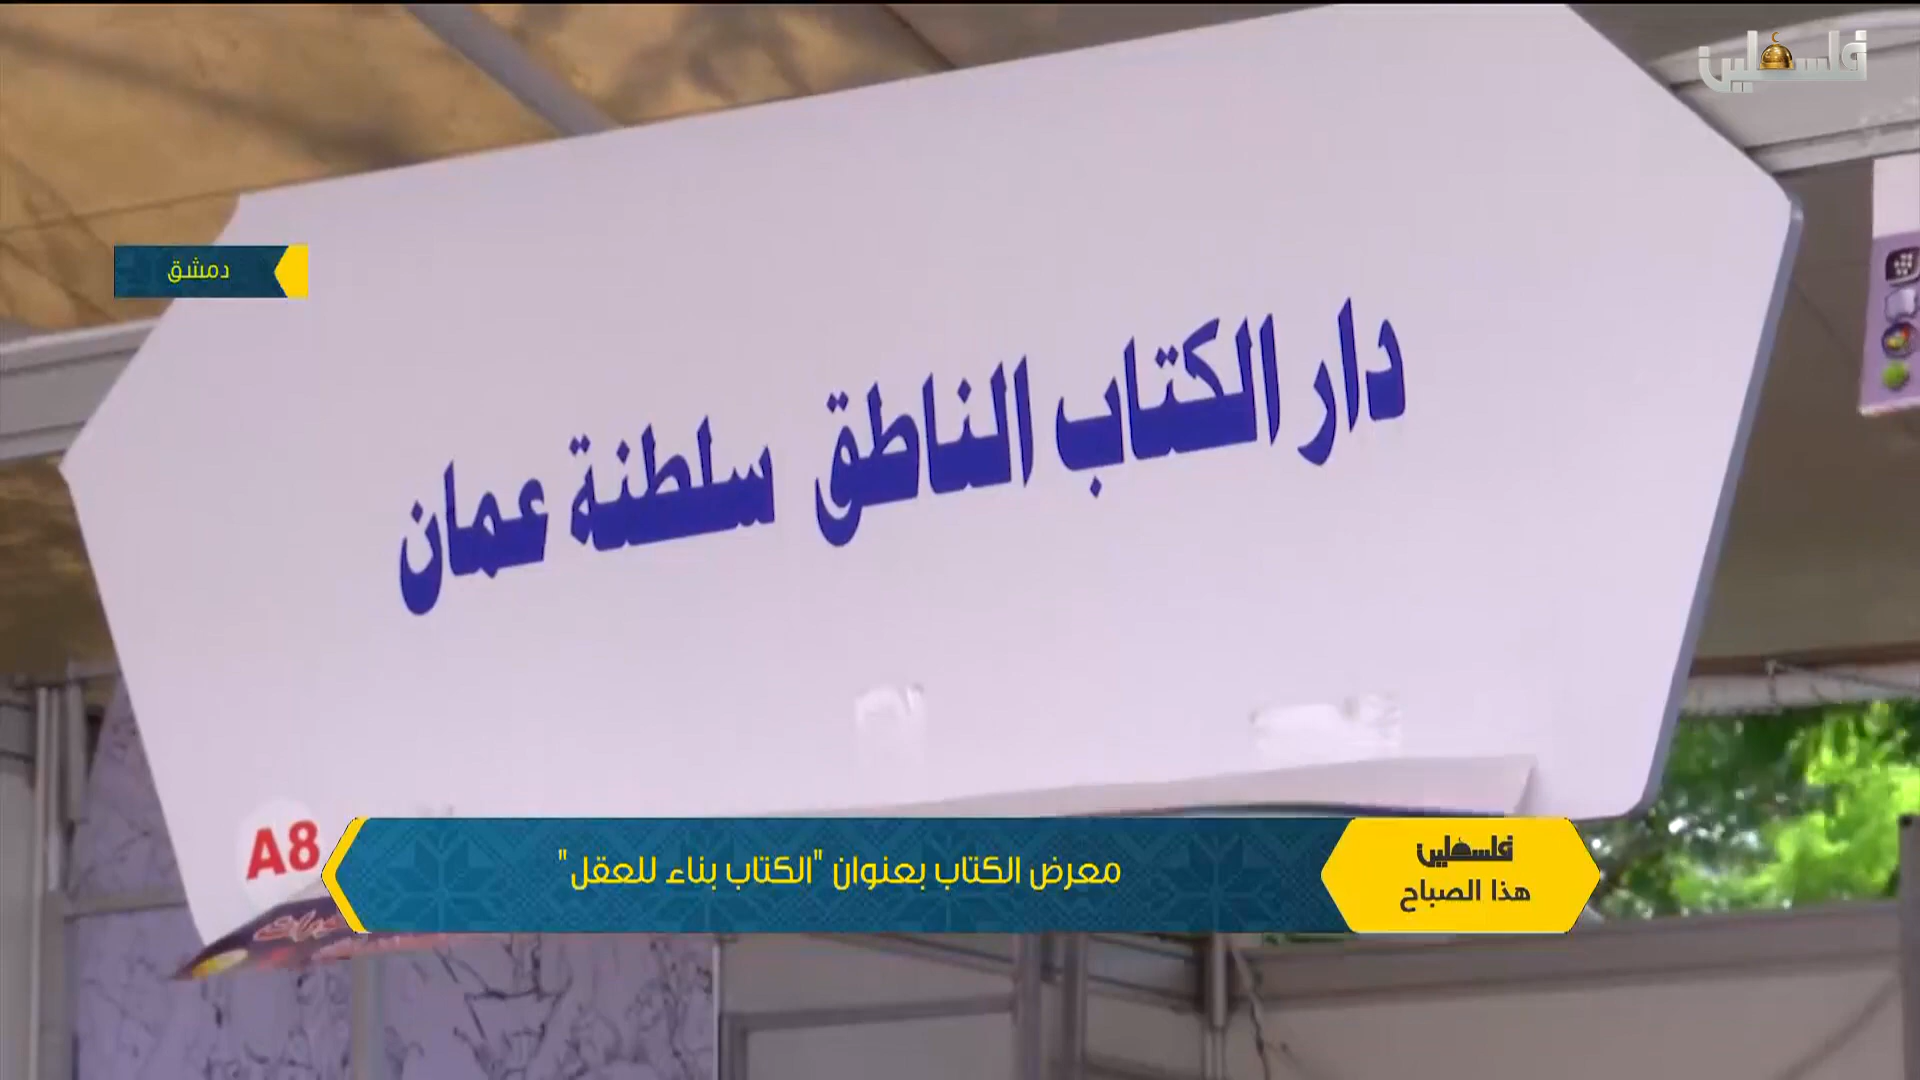 فلسطين
دمشق
دار الكتاب الناطق سلطنة عمان
A8
فلسطين
هذا الصباح
معرض الكتاب بعنوان "الكتاب بناء للعقل"